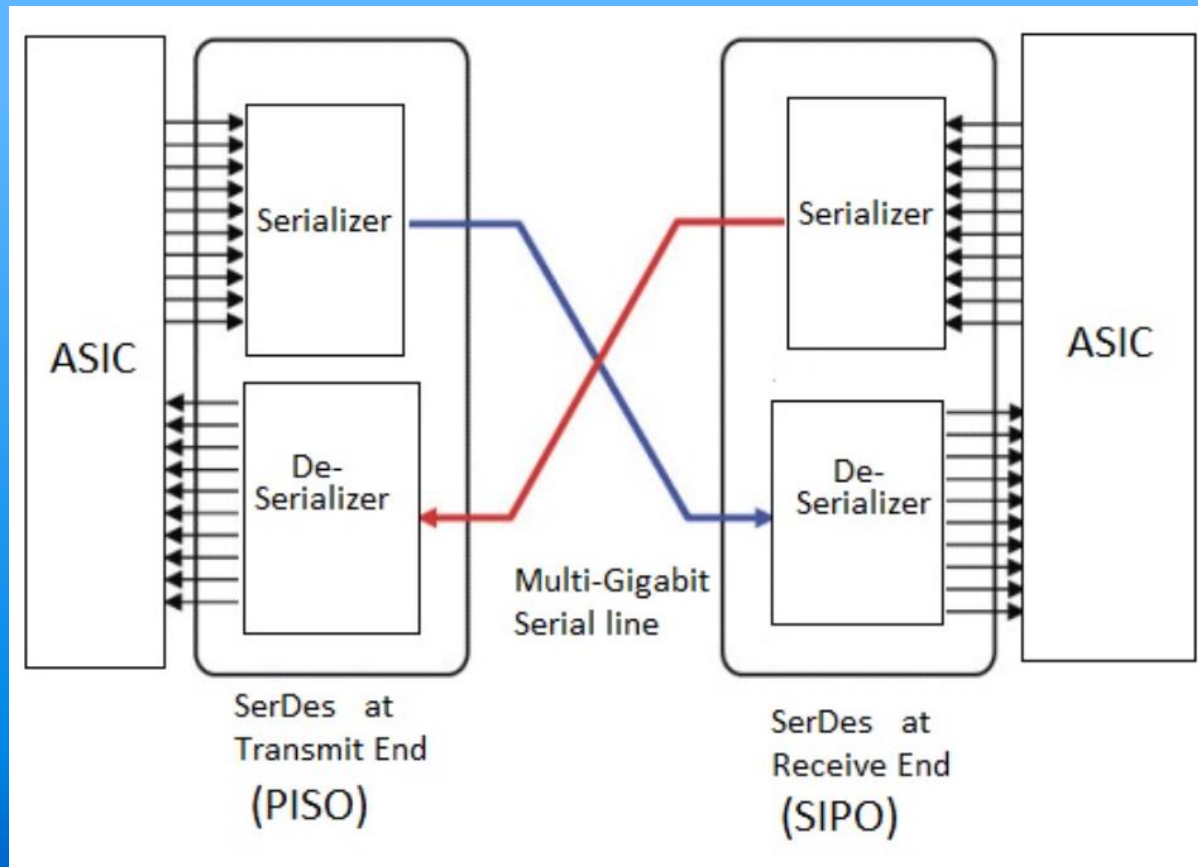 ASIC
Serializer
De-
Serializer
Serializer
De-
Serializer
ASIC
Multi-Gigabit
Serial line
SerDes at
Transmit End
(PISO)
SerDes at
Receive End
(SIPO)